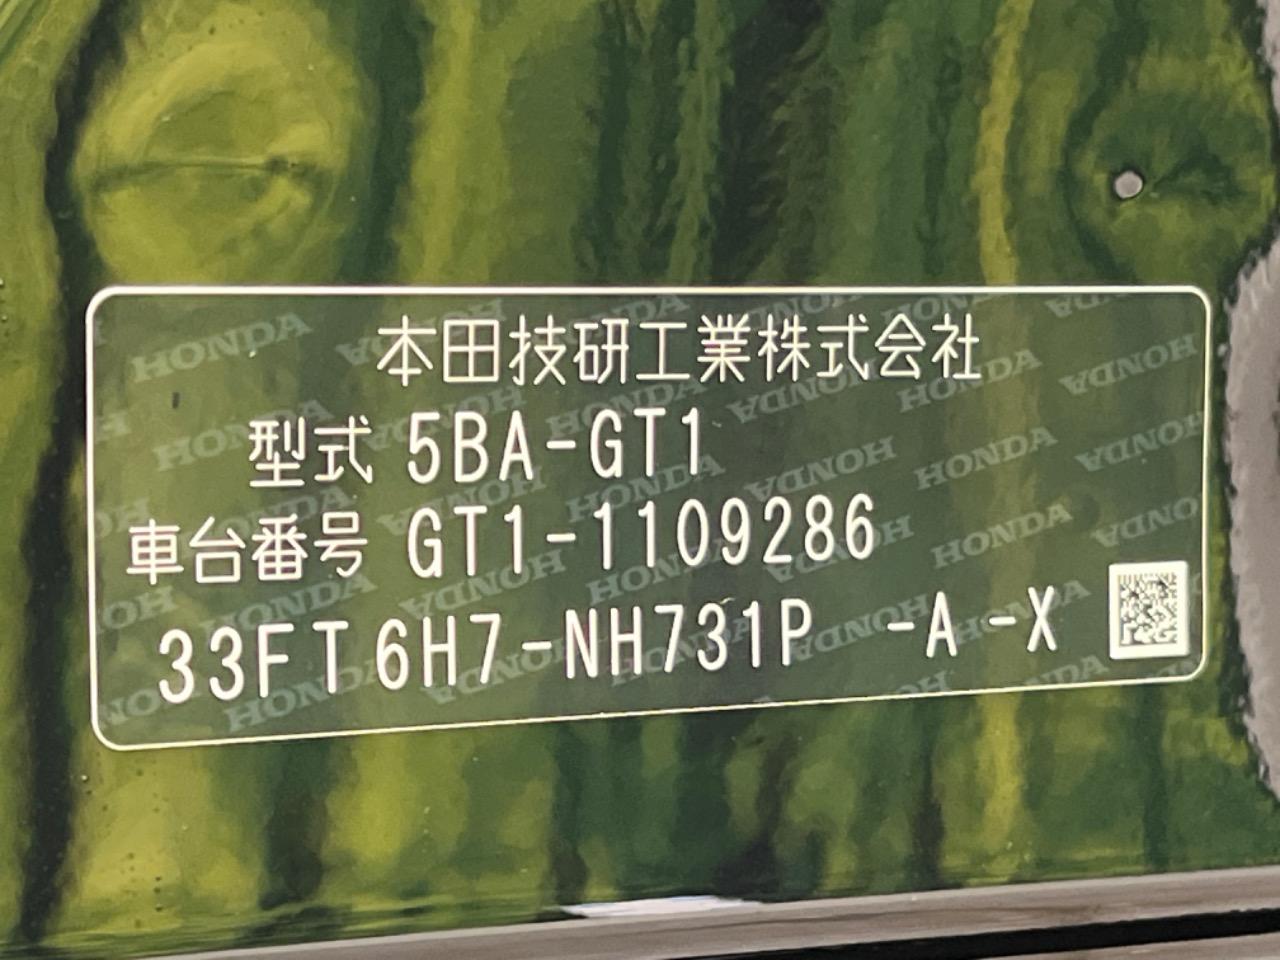 本田技研工業株式会社
型式 5BA-GT1
車台番号 GT1-1109286
33FT6H7-NH731P -A-X